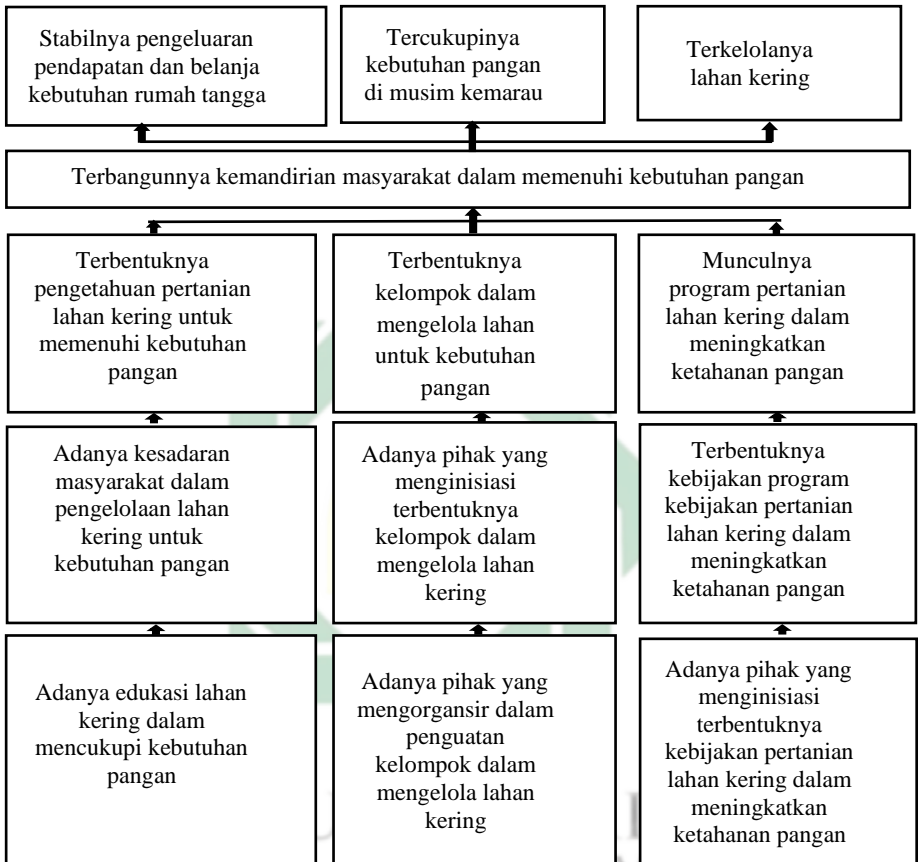 Stabilnya pengeluaran
pendapatan dan belanja
kebutuhan rumah tangga
Tercukupinya
kebutuhan pangan
di musim kemarau
Terkelolanya
lahan kering
Terbangunnya kemandirian masyarakat dalam memenuhi kebutuhan pangan
Terbentuknya
pengetahuan pertanian
lahan kering untuk
memenuhi kebutuhan
pangan
Terbentuknya
kelompok dalam
mengelola lahan
untuk kebutuhan
pangan
Munculnya
program pertanian
lahan kering dalam
meningkatkan
ketahanan pangan
Adanya kesadaran
masyarakat dalam
pengelolaan lahan
kering untuk
kebutuhan pangan
Adanya pihak yang
menginisiasi
terbentuknya
kelompok dalam
mengelola lahan
kering
Terbentuknya
kebijakan program
kebijakan pertanian
lahan kering dalam
meningkatkan
ketahanan pangan
Adanya edukasi lahan
kering dalam
mencukupi kebutuhan
pangan
Adanya pihak yang
mengorgansir dalam
penguatan
kelompok dalam
mengelola lahan
kering
Adanya pihak yang
menginisiasi
terbentuknya
kebijakan pertanian
lahan kering dalam
meningkatkan
ketahanan pangan